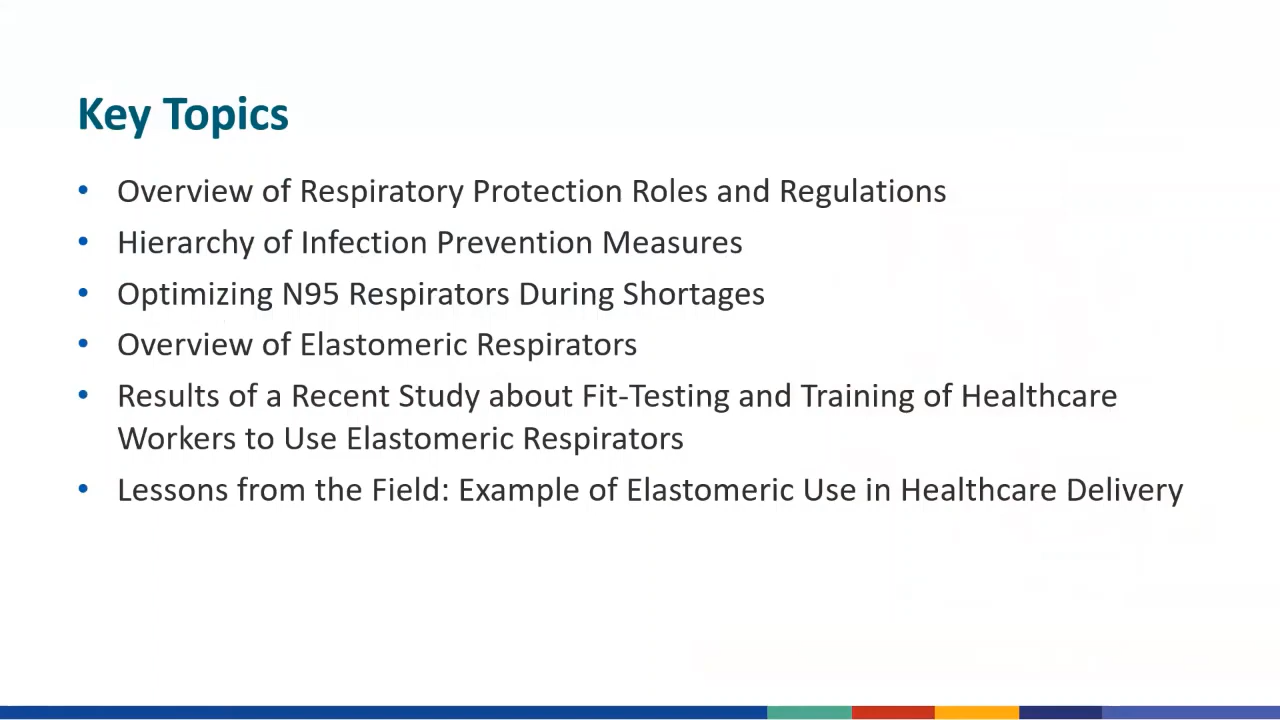 Key Topics
• Overview of Respiratory Protection Roles and Regulations
• Hierarchy of Infection Prevention Measures
• Optimizing N95 Respirators During Shortages
• Overview of Elastomeric Respirators
• Results of a Recent Study about Fit-Testing and Training of Healthcare
Workers to Use Elastomeric Respirators
• Lessons from the Field: Example of Elastomeric Use in Healthcare Delivery